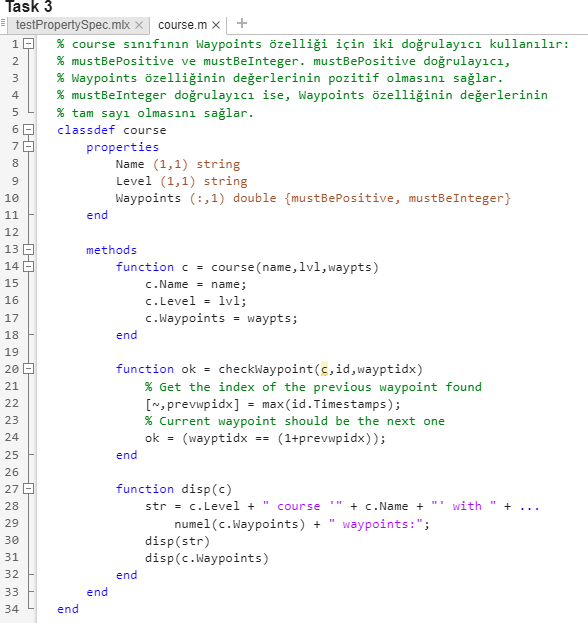 Task 3
testPropertySpec.mlx × course.m × +
1 % course sınıfının Waypoints özelliği için iki doğrulayıcı kullanılır:
2 % mustBePositive ve mustBeInteger. mustBePositive doğrulayıcı,
3 % Waypoints özelliğinin değerlerinin pozitif olmasını sağlar.
4 % mustBeInteger doğrulayıcı ise, Waypoints özelliğinin değerlerinin
5 % tam sayı olmasını sağlar.
6 classdef course
7     properties
8         Name (1,1) string
9         Level (1,1) string
10         Waypoints (:,1) double {mustBePositive, mustBeInteger}
11     end
12
13     methods
14         function c = course(name,lvl,waypts)
15             c.Name = name;
16             c.Level = lvl;
17             c.Waypoints = waypts;
18         end
19
20         function ok = checkWaypoint(c,id,wayptidx)
21             % Get the index of the previous waypoint found
22             [~,prevwpidx] = max(id.Timestamps);
23             % Current waypoint should be the next one
24             ok = (wayptidx == (1+prevwpidx));
25         end
26
27         function disp(c)
28             str = c.Level + " course '" + c.Name + "' with " + ...
29                 numel(c.Waypoints) + " waypoints:";
30             disp(str)
31             disp(c.Waypoints)
32         end
33     end
34 end